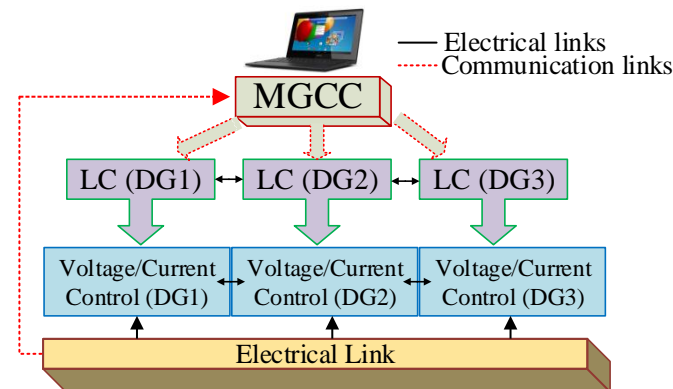 Electrical links
Communication links
MGCC
LC (DG1)
LC (DG2)
LC (DG3)
Voltage/Current
Control (DG1)
Voltage/Current
Control (DG2)
Voltage/Current
Control (DG3)
Electrical Link